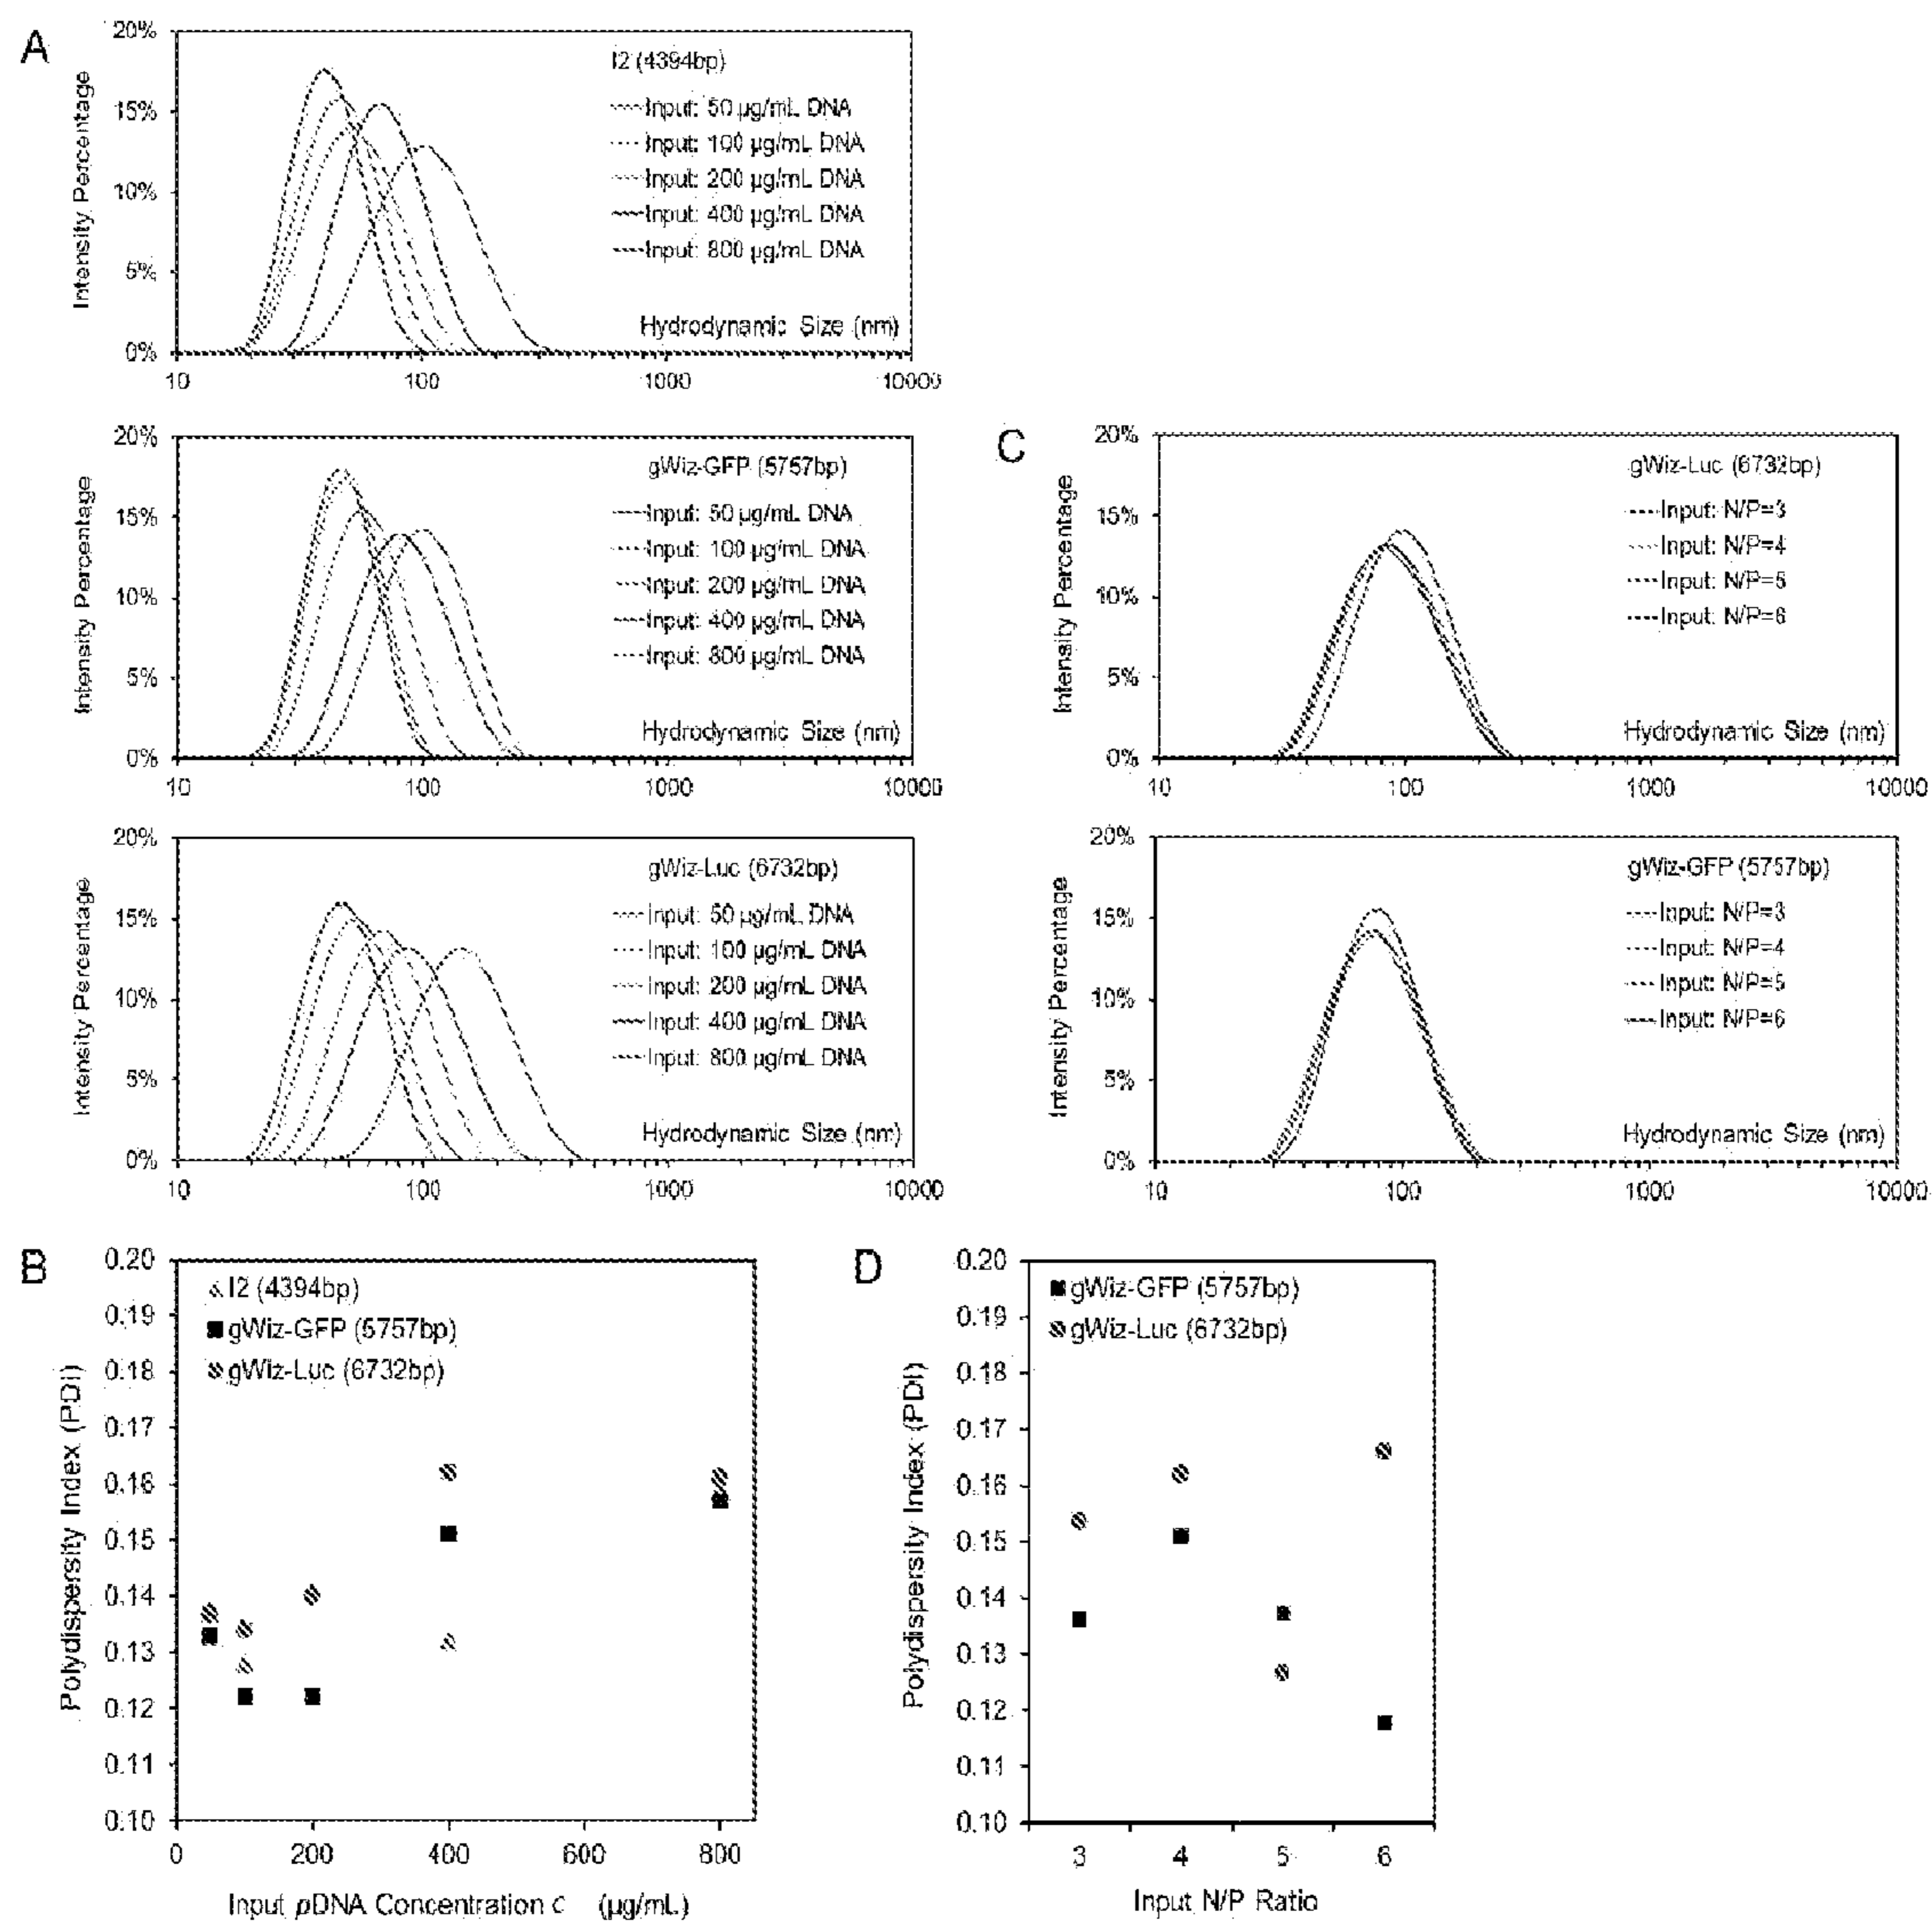 A
20%
15%
10%
5%
0%
Intensity Percentage
I2 (4394bp)
Input: 50 µg/mL DNA
Input: 100 µg/mL DNA
Input: 200 µg/mL DNA
Input: 400 µg/mL DNA
Input: 800 µg/mL DNA
Hydrodynamic Size (nm)
10 100 1000 10000
20%
15%
10%
5%
0%
Intensity Percentage
gWiz-GFP (5757bp)
Input: 50 µg/mL DNA
Input: 100 µg/mL DNA
Input: 200 µg/mL DNA
Input: 400 µg/mL DNA
Input: 800 µg/mL DNA
Hydrodynamic Size (nm)
10 100 1000 10000
20%
15%
10%
5%
0%
Intensity Percentage
gWiz-Luc (6732bp)
Input: 50 µg/mL DNA
Input: 100 µg/mL DNA
Input: 200 µg/mL DNA
Input: 400 µg/mL DNA
Input: 800 µg/mL DNA
Hydrodynamic Size (nm)
10 100 1000 10000
C
20%
15%
10%
5%
0%
Intensity Percentage
gWiz-Luc (6732bp)
Input: N/P=3
Input: N/P=4
Input: N/P=5
Input: N/P=6
Hydrodynamic Size (nm)
10 100 1000 10000
20%
15%
10%
5%
0%
Intensity Percentage
gWiz-GFP (5757bp)
Input: N/P=3
Input: N/P=4
Input: N/P=5
Input: N/P=6
Hydrodynamic Size (nm)
10 100 1000 10000
B
0.20
0.19
0.18
0.17
0.16
0.15
0.14
0.13
0.12
0.11
0.10
Polydispersity Index (PDI)
I2 (4394bp)
gWiz-GFP (5757bp)
gWiz-Luc (6732bp)
0 200 400 600 800
Input pDNA Concentration c (µg/mL)
D
0.20
0.19
0.18
0.17
0.16
0.15
0.14
0.13
0.12
0.11
0.10
Polydispersity Index (PDI)
gWiz-GFP (5757bp)
gWiz-Luc (6732bp)
3 4 5 6
Input N/P Ratio